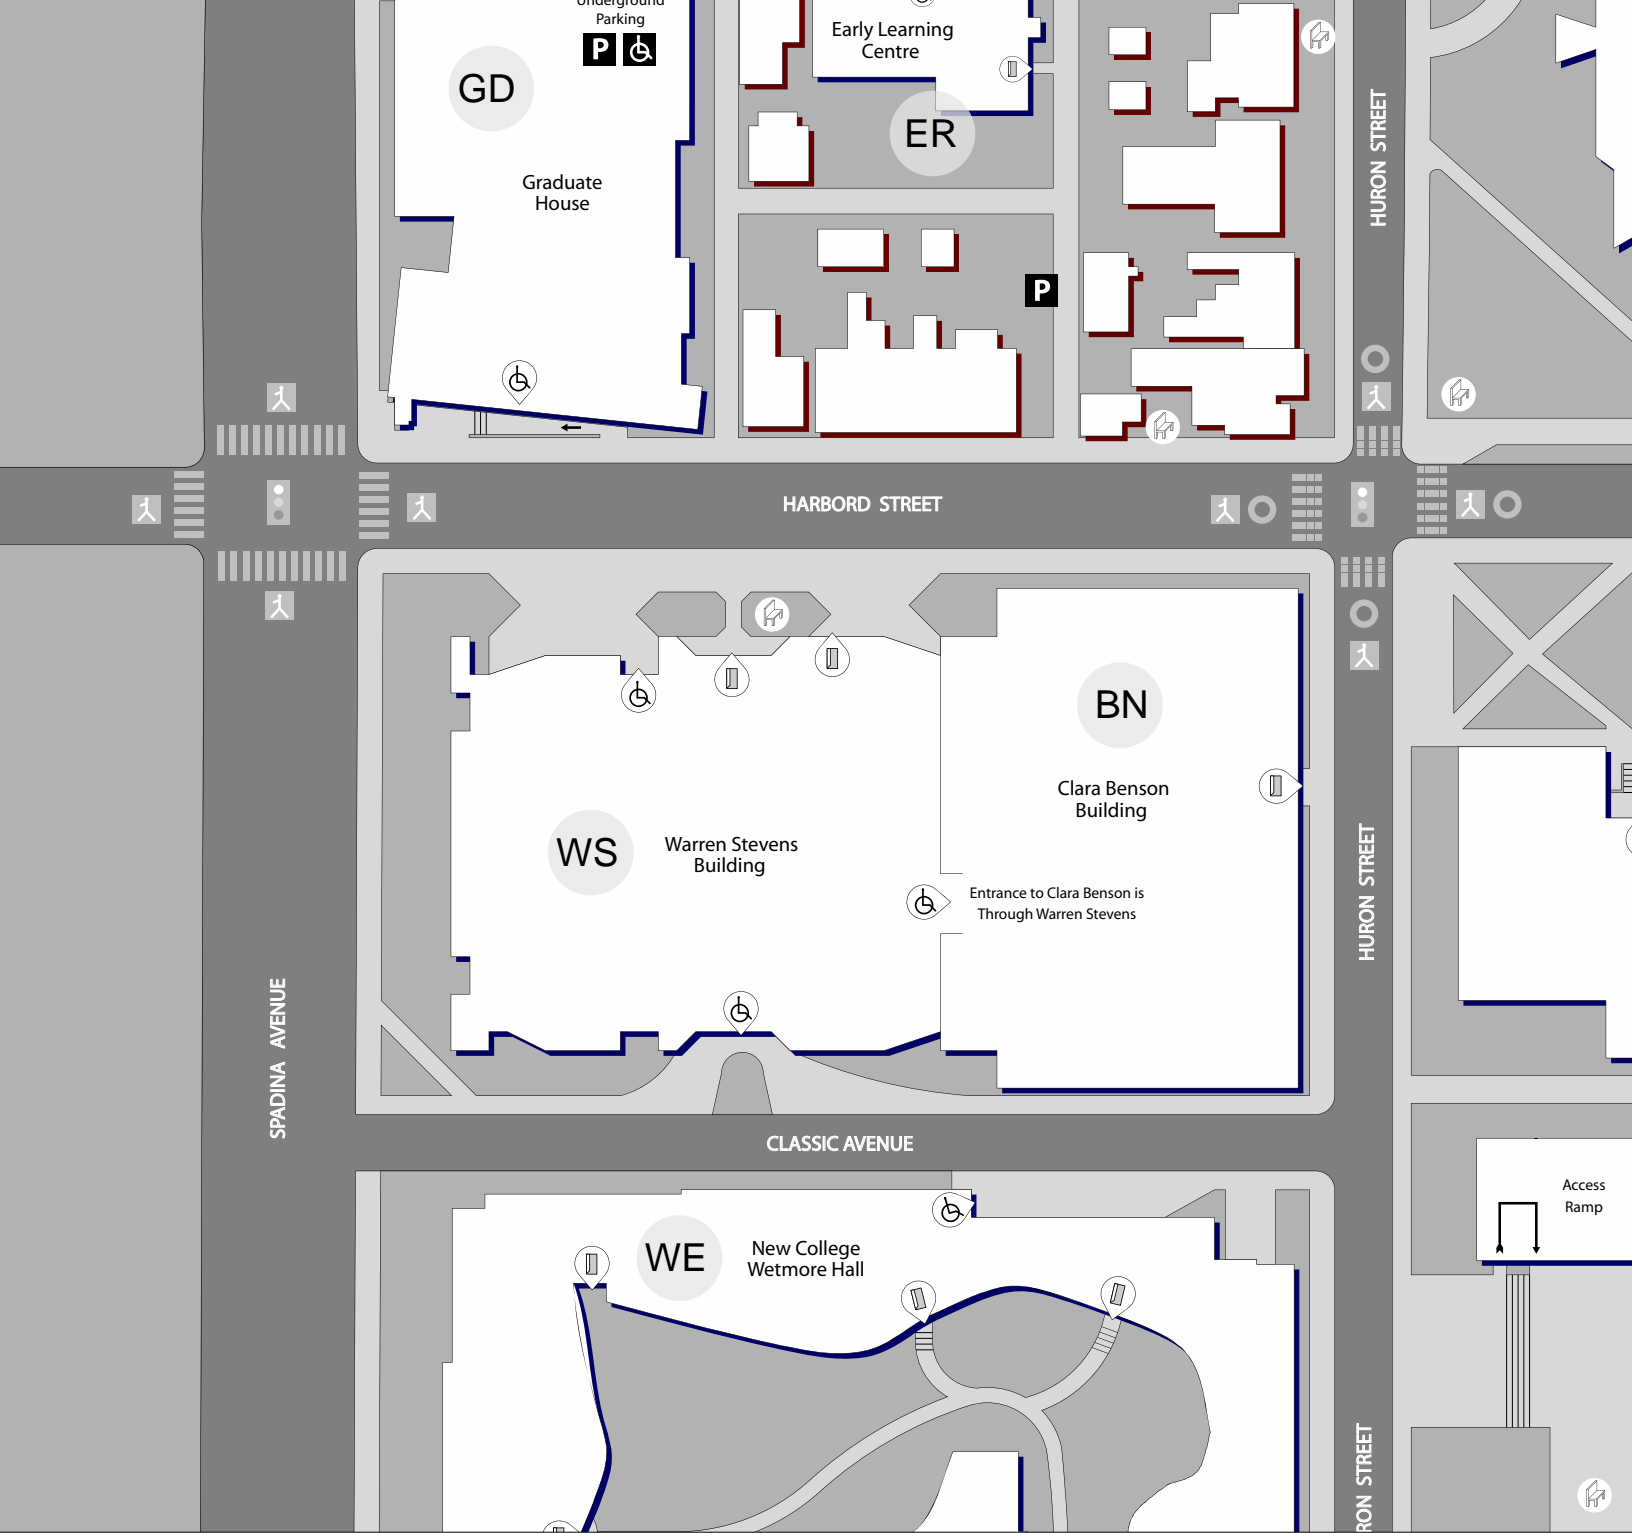 Underground
Parking
P
GD
Graduate
House
Early Learning
Centre
ER
P
HURON STREET
HARBORD STREET
BN
Clara Benson
Building
WS
Warren Stevens
Building
Entrance to Clara Benson is
Through Warren Stevens
HURON STREET
SPADINA AVENUE
CLASSIC AVENUE
WE
New College
Wetmore Hall
Access
Ramp
RON STREET